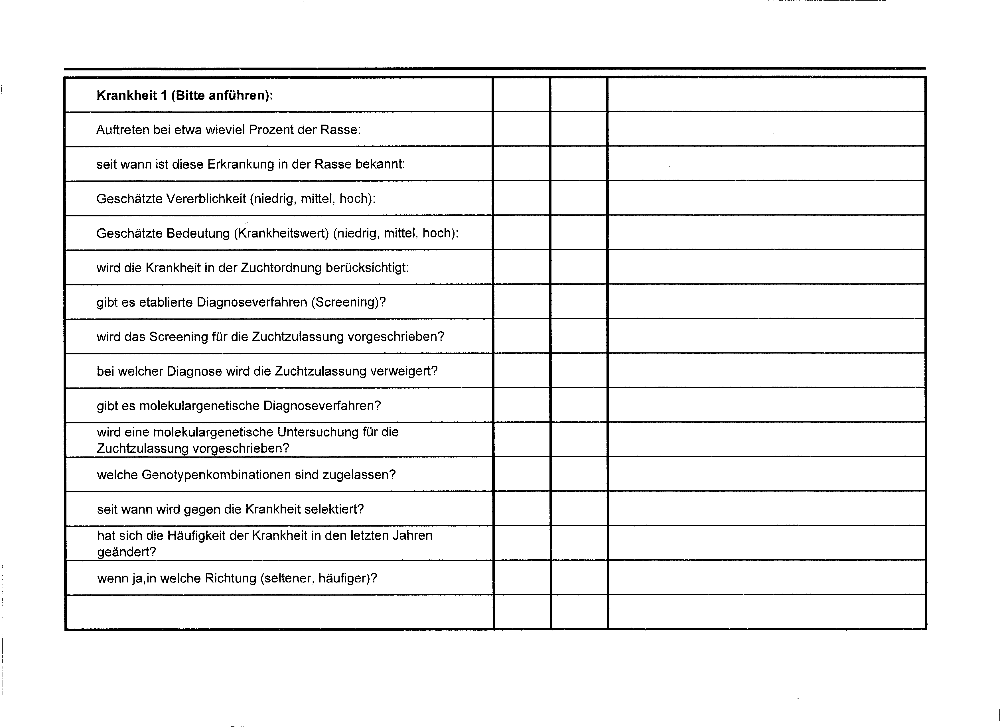 Krankheit 1 (Bitte anführen):
Auftreten bei etwa wieviel Prozent der Rasse:
seit wann ist diese Erkrankung in der Rasse bekannt:
Geschätzte Vererblichkeit (niedrig, mittel, hoch):
Geschätzte Bedeutung (Krankheitswert) (niedrig, mittel, hoch):
wird die Krankheit in der Zuchtordnung berücksichtigt:
gibt es etablierte Diagnoseverfahren (Screening)?
wird das Screening für die Zuchtzulassung vorgeschrieben?
bei welcher Diagnose wird die Zuchtzulassung verweigert?
gibt es molekulargenetische Diagnoseverfahren?
wird eine molekulargenetische Untersuchung für die
Zuchtzulassung vorgeschrieben?
welche Genotypenkombinationen sind zugelassen?
seit wann wird gegen die Krankheit selektiert?
hat sich die Häufigkeit der Krankheit in den letzten Jahren
geändert?
wenn ja,in welche Richtung (seltener, häufiger)?